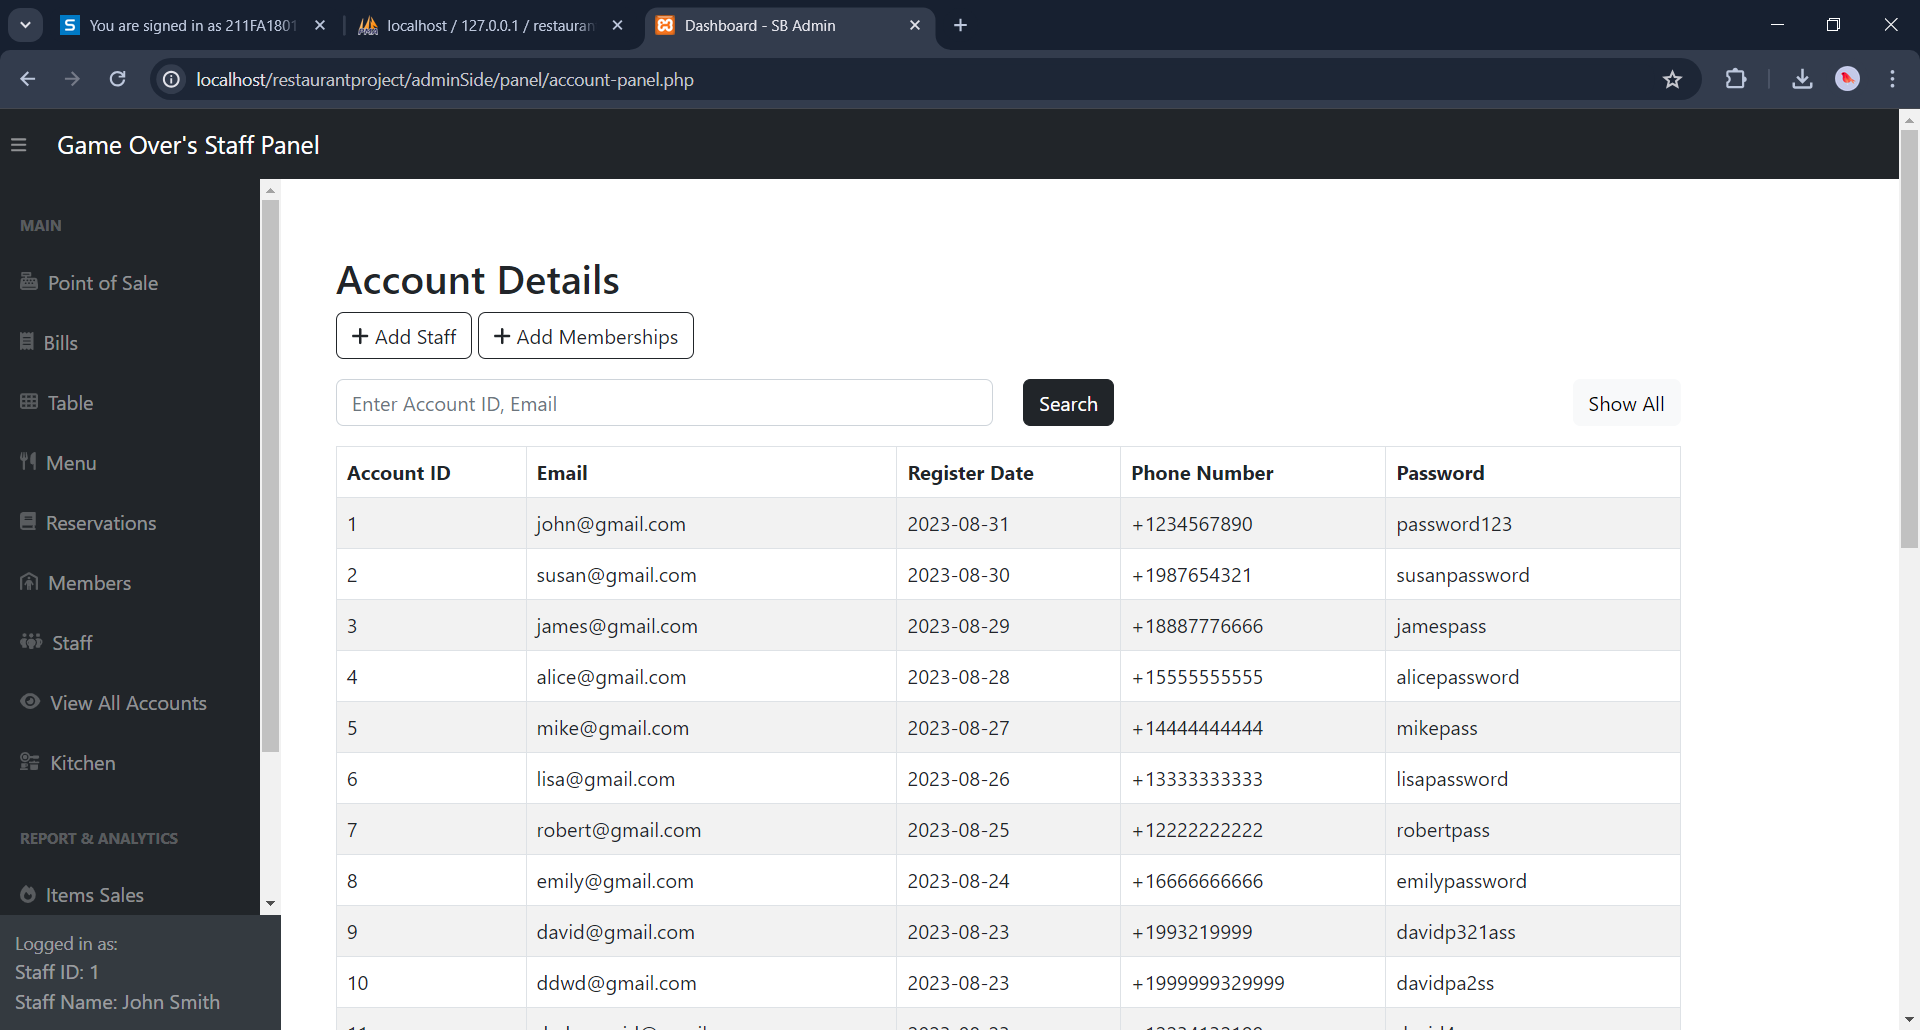 You are signed in as 211FA1801
localhost / 127.0.0.1 / restauran
Dashboard - SB Admin
localhost/restaurantproject/adminSide/panel/account-panel.php
Game Over's Staff Panel
MAIN
Point of Sale
Bills
Table
Menu
Reservations
Members
Staff
View All Accounts
Kitchen
REPORT & ANALYTICS
Items Sales
Logged in as:
Staff ID: 1
Staff Name: John Smith
Account Details
+ Add Staff + Add Memberships
Enter Account ID, Email Search Show All
Account ID Email Register Date Phone Number Password
1 john@gmail.com 2023-08-31 +1234567890 password123
2 susan@gmail.com 2023-08-30 +1987654321 susanpassword
3 james@gmail.com 2023-08-29 +18887776666 jamespass
4 alice@gmail.com 2023-08-28 +15555555555 alicepassword
5 mike@gmail.com 2023-08-27 +14444444444 mikepass
6 lisa@gmail.com 2023-08-26 +13333333333 lisapassword
7 robert@gmail.com 2023-08-25 +12222222222 robertpass
8 emily@gmail.com 2023-08-24 +16666666666 emilypassword
9 david@gmail.com 2023-08-23 +1993219999 davidp321ass
10 ddwd@gmail.com 2023-08-23 +1999999329999 davidpa2ss